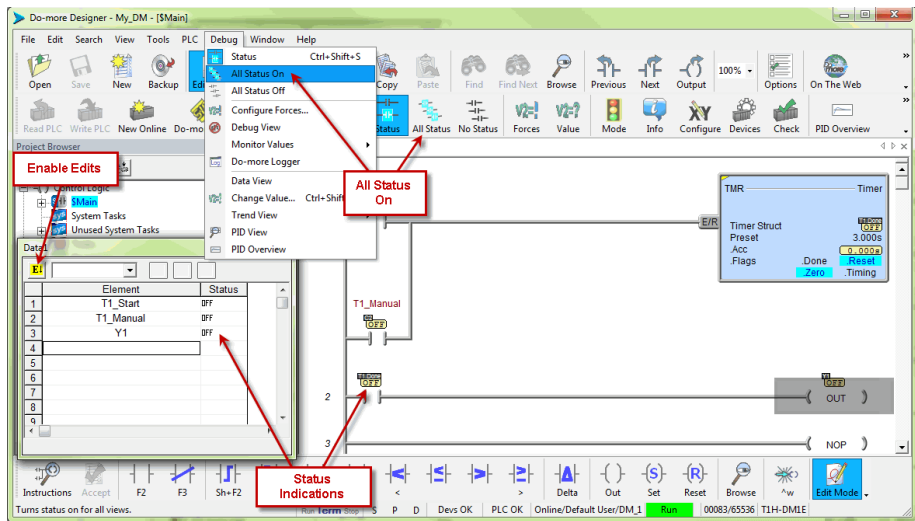 Do-more Designer - My_DM - [$Main]
File Edit Search View Tools PLC Debug Window Help
Status Ctrl+Shift+S
All Status On
All Status Off
Configure Forces...
Debug View
Monitor Values
Do-more Logger
Data View
Change Value...
Trend View
PID View
PID Overview
Open Save New Backup Copy Paste Find Find Next Browse Previous Next Output 100% Options On The Web
Read PLC Write PLC New Online Status All Status No Status Forces Value Mode Info Configure Devices Check PID Overview
Project Browser
Enable Edits
All Status On
Control Logic
$Main
System Tasks
Unused System Tasks
Data1
Element Status
1 T1_Start OFF
2 T1_Manual OFF
3 Y1 OFF
4
5
6
7
8
9
TMR Timer
E/R
Timer Struct T1.Done OFF
Preset 3.000s
.Acc 0.000s
.Flags .Done .Reset
.Zero .Timing
T1_Manual
OFF
T1.Done
OFF
Y1
OFF
2 OUT
3 NOP
Status Indications
Instructions Accept F2 F3 Sh+F2 < > Delta Out Set Reset Browse ^w Edit Mode
Turns status on for all views.
Run Term Stop S P D Devs OK PLC OK Online/Default User/DM_1 Run 00083/65536 T1H-DM1E